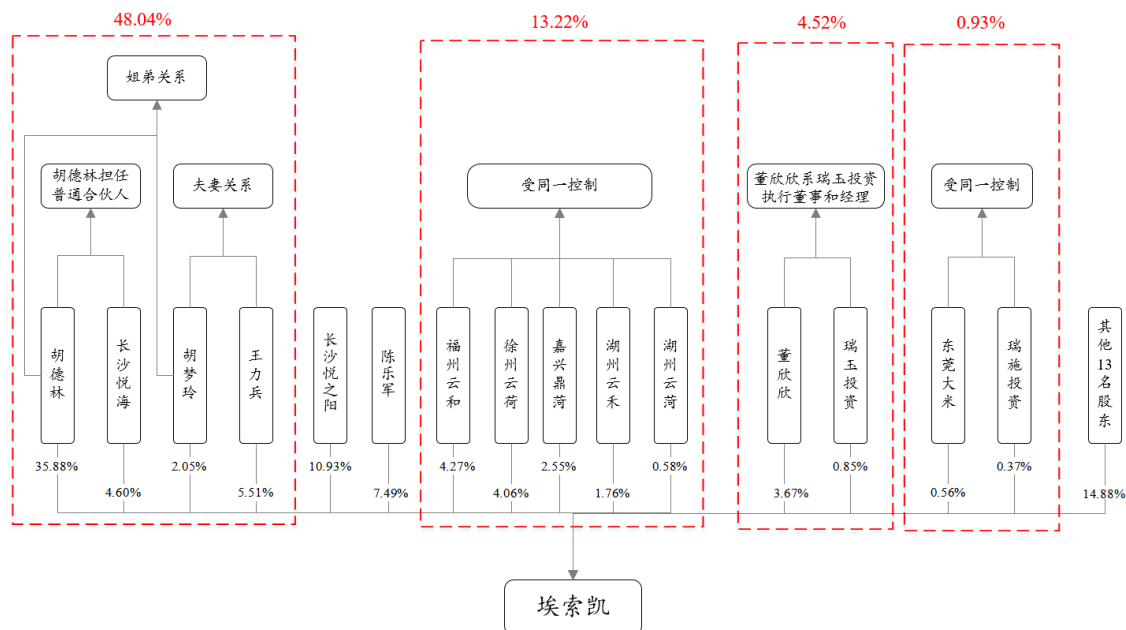 48.04%
13.22%
4.52%
0.93%
姐弟关系
胡德林担任
普通合伙人
夫妻关系
受同一控制
董欣欣系瑞玉投资
执行董事和经理
受同一控制
胡德林
长沙悦海
胡梦玲
王力兵
长沙悦之阳
陈乐军
福州云和
徐州云荷
嘉兴鼎菏
湖州云禾
湖州云菏
董欣欣
瑞玉投资
东莞大米
瑞施投资
其他13名股东
35.88%
4.60%
2.05%
5.51%
10.93%
7.49%
4.27%
4.06%
2.55%
1.76%
0.58%
3.67%
0.85%
0.56%
0.37%
14.88%
埃索凯